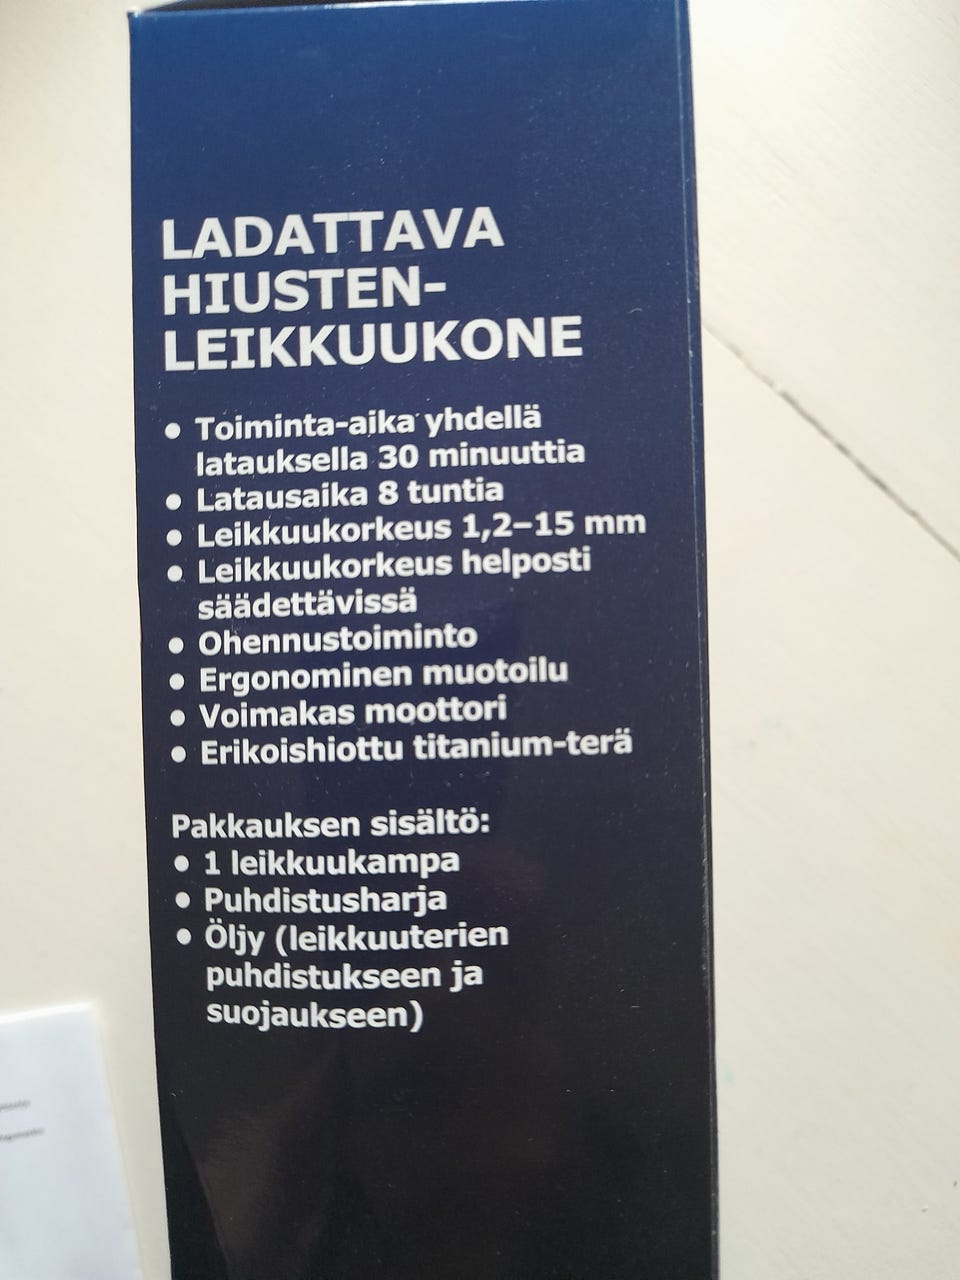 LADATTAVA
HIUSTEN-
LEIKKUUKONE
• Toiminta-aika yhdellä
latauksella 30 minuuttia
• Latausaika 8 tuntia
• Leikkuukorkeus 1,2–15 mm
• Leikkuukorkeus helposti
säädettävissä
• Ohennustoiminto
• Ergonominen muotoilu
• Voimakas moottori
• Erikoishiottu titanium-terä
Pakkauksen sisältö:
• 1 leikkuukampa
• Puhdistusharja
• Öljy (leikkuuterien
puhdistukseen ja
suojaukseen)